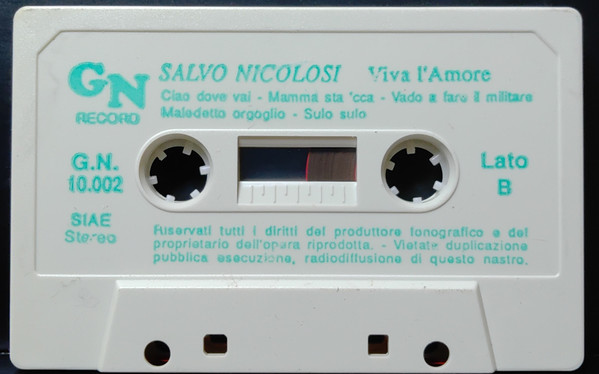 GN
RECORD
SALVO NICOLOSI Viva l'Amore
Ciao dove vai - Mamma sta 'cca - Vado a fare il militare
Maledetto orgoglio - Sulo sulo
G.N.
10.002
Lato
B
SIAE
Stereo
Riservati tutti i diritti del produttore fonografico e del
proprietario dell'opera riprodotta. - Vietata duplicazione
pubblica esecuzione, radiodiffusione di questo nastro.